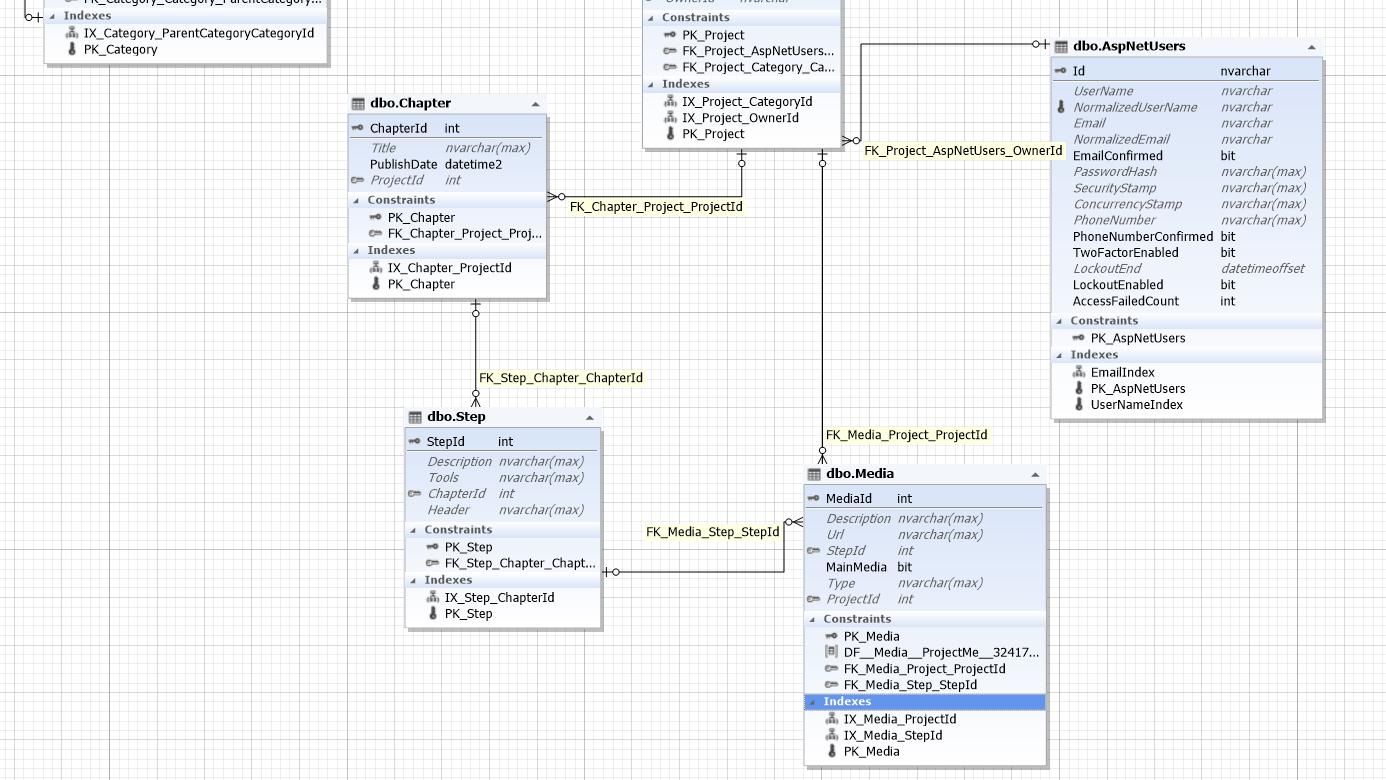 PK_Category_Category_ParentCategory...
Indexes
IX_Category_ParentCategoryCategoryId
PK_Category
OwnerId nvarchar
Constraints
PK_Project
FK_Project_AspNetUsers...
FK_Project_Category_Ca...
Indexes
IX_Project_CategoryId
IX_Project_OwnerId
PK_Project
dbo.AspNetUsers
Id nvarchar
UserName nvarchar
NormalizedUserName nvarchar
Email nvarchar
NormalizedEmail nvarchar
EmailConfirmed bit
PasswordHash nvarchar(max)
SecurityStamp nvarchar(max)
ConcurrencyStamp nvarchar(max)
PhoneNumber nvarchar(max)
PhoneNumberConfirmed bit
TwoFactorEnabled bit
LockoutEnd datetimeoffset
LockoutEnabled bit
AccessFailedCount int
Constraints
PK_AspNetUsers
Indexes
EmailIndex
PK_AspNetUsers
UserNameIndex
FK_Project_AspNetUsers_OwnerId
dbo.Chapter
ChapterId int
Title nvarchar(max)
PublishDate datetime2
ProjectId int
Constraints
PK_Chapter
FK_Chapter_Project_Proj...
Indexes
IX_Chapter_ProjectId
PK_Chapter
FK_Chapter_Project_ProjectId
FK_Step_Chapter_ChapterId
dbo.Step
StepId int
Description nvarchar(max)
Tools nvarchar(max)
ChapterId int
Header nvarchar(max)
Constraints
PK_Step
FK_Step_Chapter_Chapt...
Indexes
IX_Step_ChapterId
PK_Step
FK_Media_Project_ProjectId
FK_Media_Step_StepId
dbo.Media
MediaId int
Description nvarchar(max)
Url nvarchar(max)
StepId int
MainMedia bit
Type nvarchar(max)
ProjectId int
Constraints
PK_Media
DF__Media__ProjectMe__32417...
FK_Media_Project_ProjectId
FK_Media_Step_StepId
Indexes
IX_Media_ProjectId
IX_Media_StepId
PK_Media